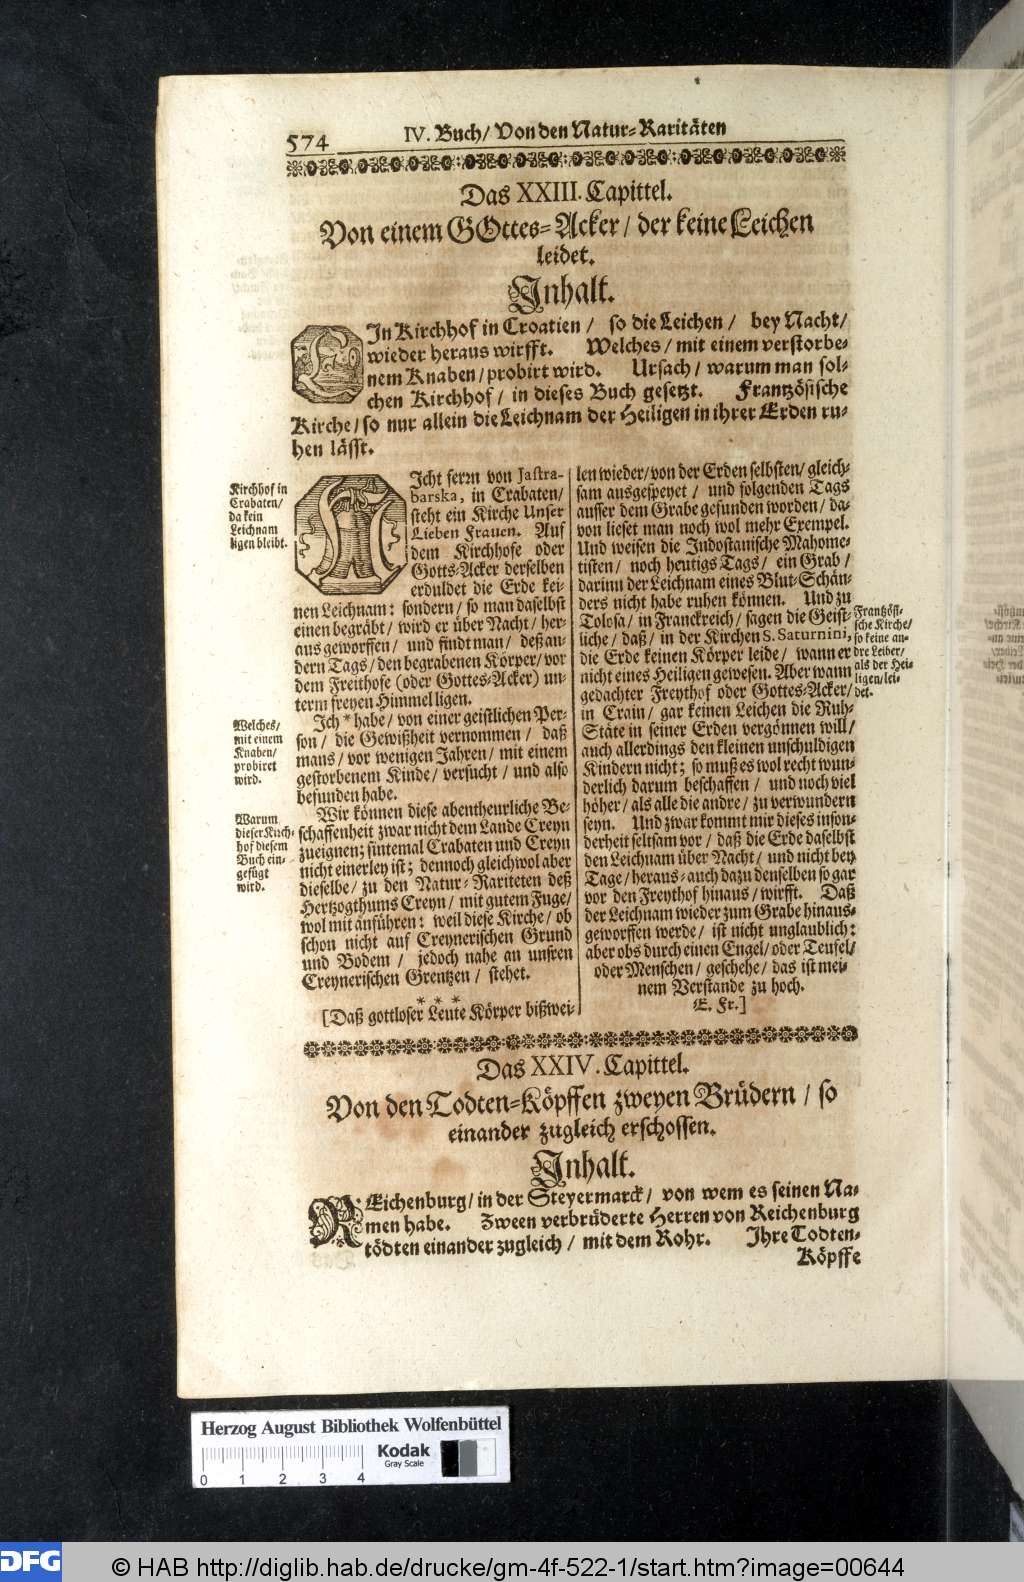 574
IV. Buch/ Von den Natur-Raritäten
Das XXIII. Capittel.
Von einem GOttes-Acker/ der keine Leichen
leidet.
Inhalt.
EIn Kirchhof in Croatien/ so die Leichen/ bey Nacht/
wieder heraus wirfft. Welches/ mit einem verstorbe-
nem Knaben/ probirt wird. Ursach/ warum man sol-
chen Kirchhof/ in dieses Buch gesetzt. Frantzösische
Kirche/ so nur allein die Leichnam der Heiligen in ihrer Erden ru-
hen lässt.
Kirchhof in
Crabaten/
da kein
Leichnam
ligen bleibt.
NIcht ferrn von Jastra-
barska, in Crabaten/
steht ein Kirche Unser
Lieben Frauen. Auf
dem Kirchhofe oder
Gotts-Acker derselben
erduldet die Erde kei-
nen Leichnam: sondern/ so man daselbst
einen begräbt/ wird er über Nacht/ her-
aus geworffen/ und findt man/ deß an-
dern Tags/ den begrabenen Körper/ vor
dem Freithofe (oder Gottes-Acker) un-
term freyen Himmel ligen.
Welches/
mit einem
Knaben/
probiret
wird.
Ich * habe/ von einer geistlichen Per-
son/ die Gewißheit vernommen/ daß
mans/ vor wenigen Jahren/ mit einem
gestorbenem Kinde/ versucht/ und also
befunden habe.
Warum
dieser Kirch-
hof diesem
Buch ein-
gefügt
wird.
Wir können diese abentheurliche Be-
schaffenheit zwar nicht dem Lande Creyn
zueignen; sintemal Crabaten und Creyn
nicht einerley ist; dennoch gleichwol aber
dieselbe/ zu den Natur-Rariteten deß
Hertzogthums Creyn/ mit gutem Fuge/
wol mit anführen: weil diese Kirche/ ob
schon nicht auf Creynerischen Grund
und Bodem/ jedoch nahe an unsren
Creynerischen Grentzen/ stehet.
* * *
[Daß gottloser Leute Körper bißwei-
len wieder/ von der Erden selbsten/ gleich-
sam ausgespeyet/ und folgenden Tags
ausser dem Grabe gefunden worden/ da-
von lieset man noch wol mehr Exempel.
Und weisen die Indostanische Mahome-
tisten/ noch heutigs Tags/ ein Grab/
darinn der Leichnam eines Blut-Schän-
ders nicht habe ruhen können. Und zu
Tolosa/ in Franckreich/ sagen die Geist-
liche/ daß/ in der Kirchen S. Saturnini,
die Erde keinen Körper leide/ wann er
nicht eines Heiligen gewesen. Aber wann
gedachter Freythof oder Gottes-Acker/
in Crain/ gar keinen Leichen die Ruh-
Stäte in seiner Erden vergönnen will/
auch allerdings den kleinen unschuldigen
Kindern nicht; so muß es wol recht wun-
derlich darum beschaffen/ und noch viel
höher/ als alle die andre/ zu verwundern
seyn. Und zwar kommt mir dieses inson-
derheit seltsam vor/ daß die Erde daselbst
den Leichnam über Nacht/ und nicht bey
Tage/ heraus-auch dazu denselben so gar
vor den Freythof hinaus/ wirfft. Daß
der Leichnam wieder zum Grabe hinaus-
geworffen werde/ ist nicht unglaublich:
aber obs durch einen Engel/ oder Teufel/
oder Menschen/ geschehe/ das ist mei-
nem Verstande zu hoch.
E. Fr.]
Frantzösi-
sche Kirche/
so keine an-
dre Leiber/
als der Hei-
ligen/ lei-
det.
Das XXIV. Capittel.
Von den Todten-Köpffen zweyen Brüdern/ so
einander zugleich erschossen.
Inhalt.
REichenburg/ in der Steyermarck/ von wem es seinen Na-
men habe. Zween verbrüderte Herren von Reichenburg
tödten einander zugleich/ mit dem Rohr. Ihre Todten-
Köpffe
Herzog August Bibliothek Wolfenbüttel
0 1 2 3 4
Kodak
Gray Scale
DFG
© HAB http://diglib.hab.de/drucke/gm-4f-522-1/start.htm?image=00644